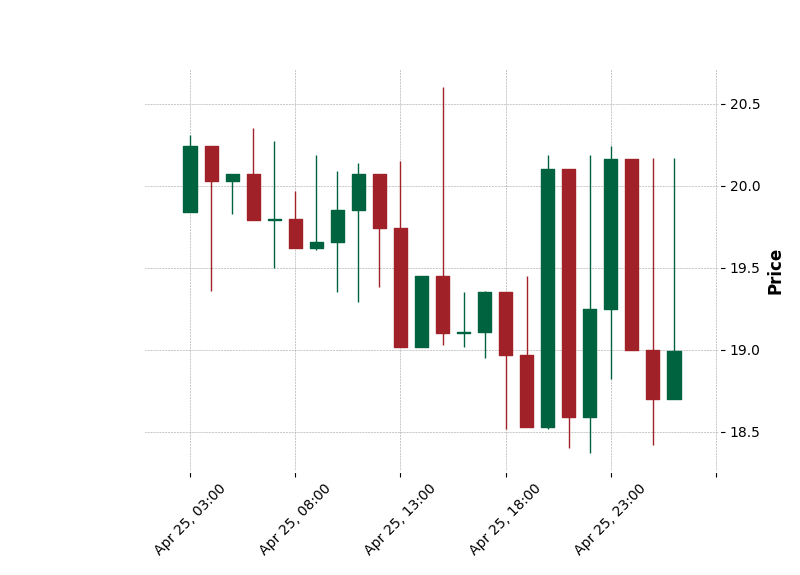 20.5
20.0
19.5
19.0
18.5
Price
Apr 25, 03:00
Apr 25, 08:00
Apr 25, 13:00
Apr 25, 18:00
Apr 25, 23:00